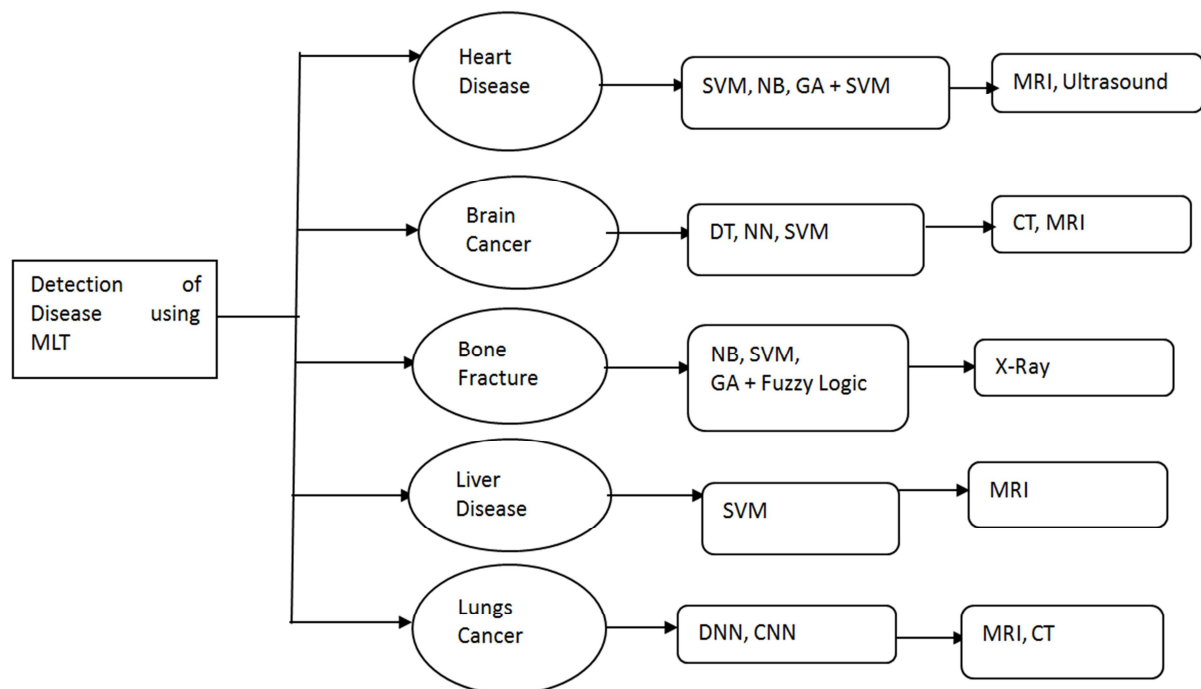 Detection of
Disease using
MLT
Heart
Disease
SVM, NB, GA + SVM
MRI, Ultrasound
Brain
Cancer
DT, NN, SVM
CT, MRI
Bone
Fracture
NB, SVM,
GA + Fuzzy Logic
X-Ray
Liver
Disease
SVM
MRI
Lungs
Cancer
DNN, CNN
MRI, CT